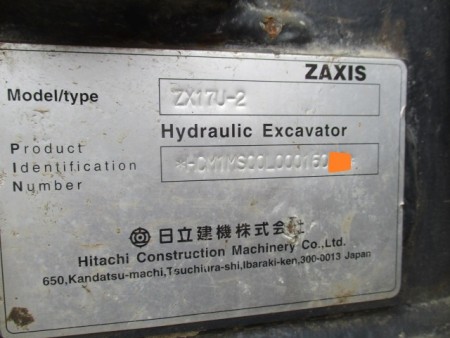 ZAXIS
Model/type ZX17U-2
Hydraulic Excavator
Product
Identification
Number
*HCM1MS00L000150
日立建機株式会社
Hitachi Construction Machinery Co.,Ltd.
650,Kandatsu-machi,Tsuchiura-shi,Ibaraki-ken,300-0013 Japan